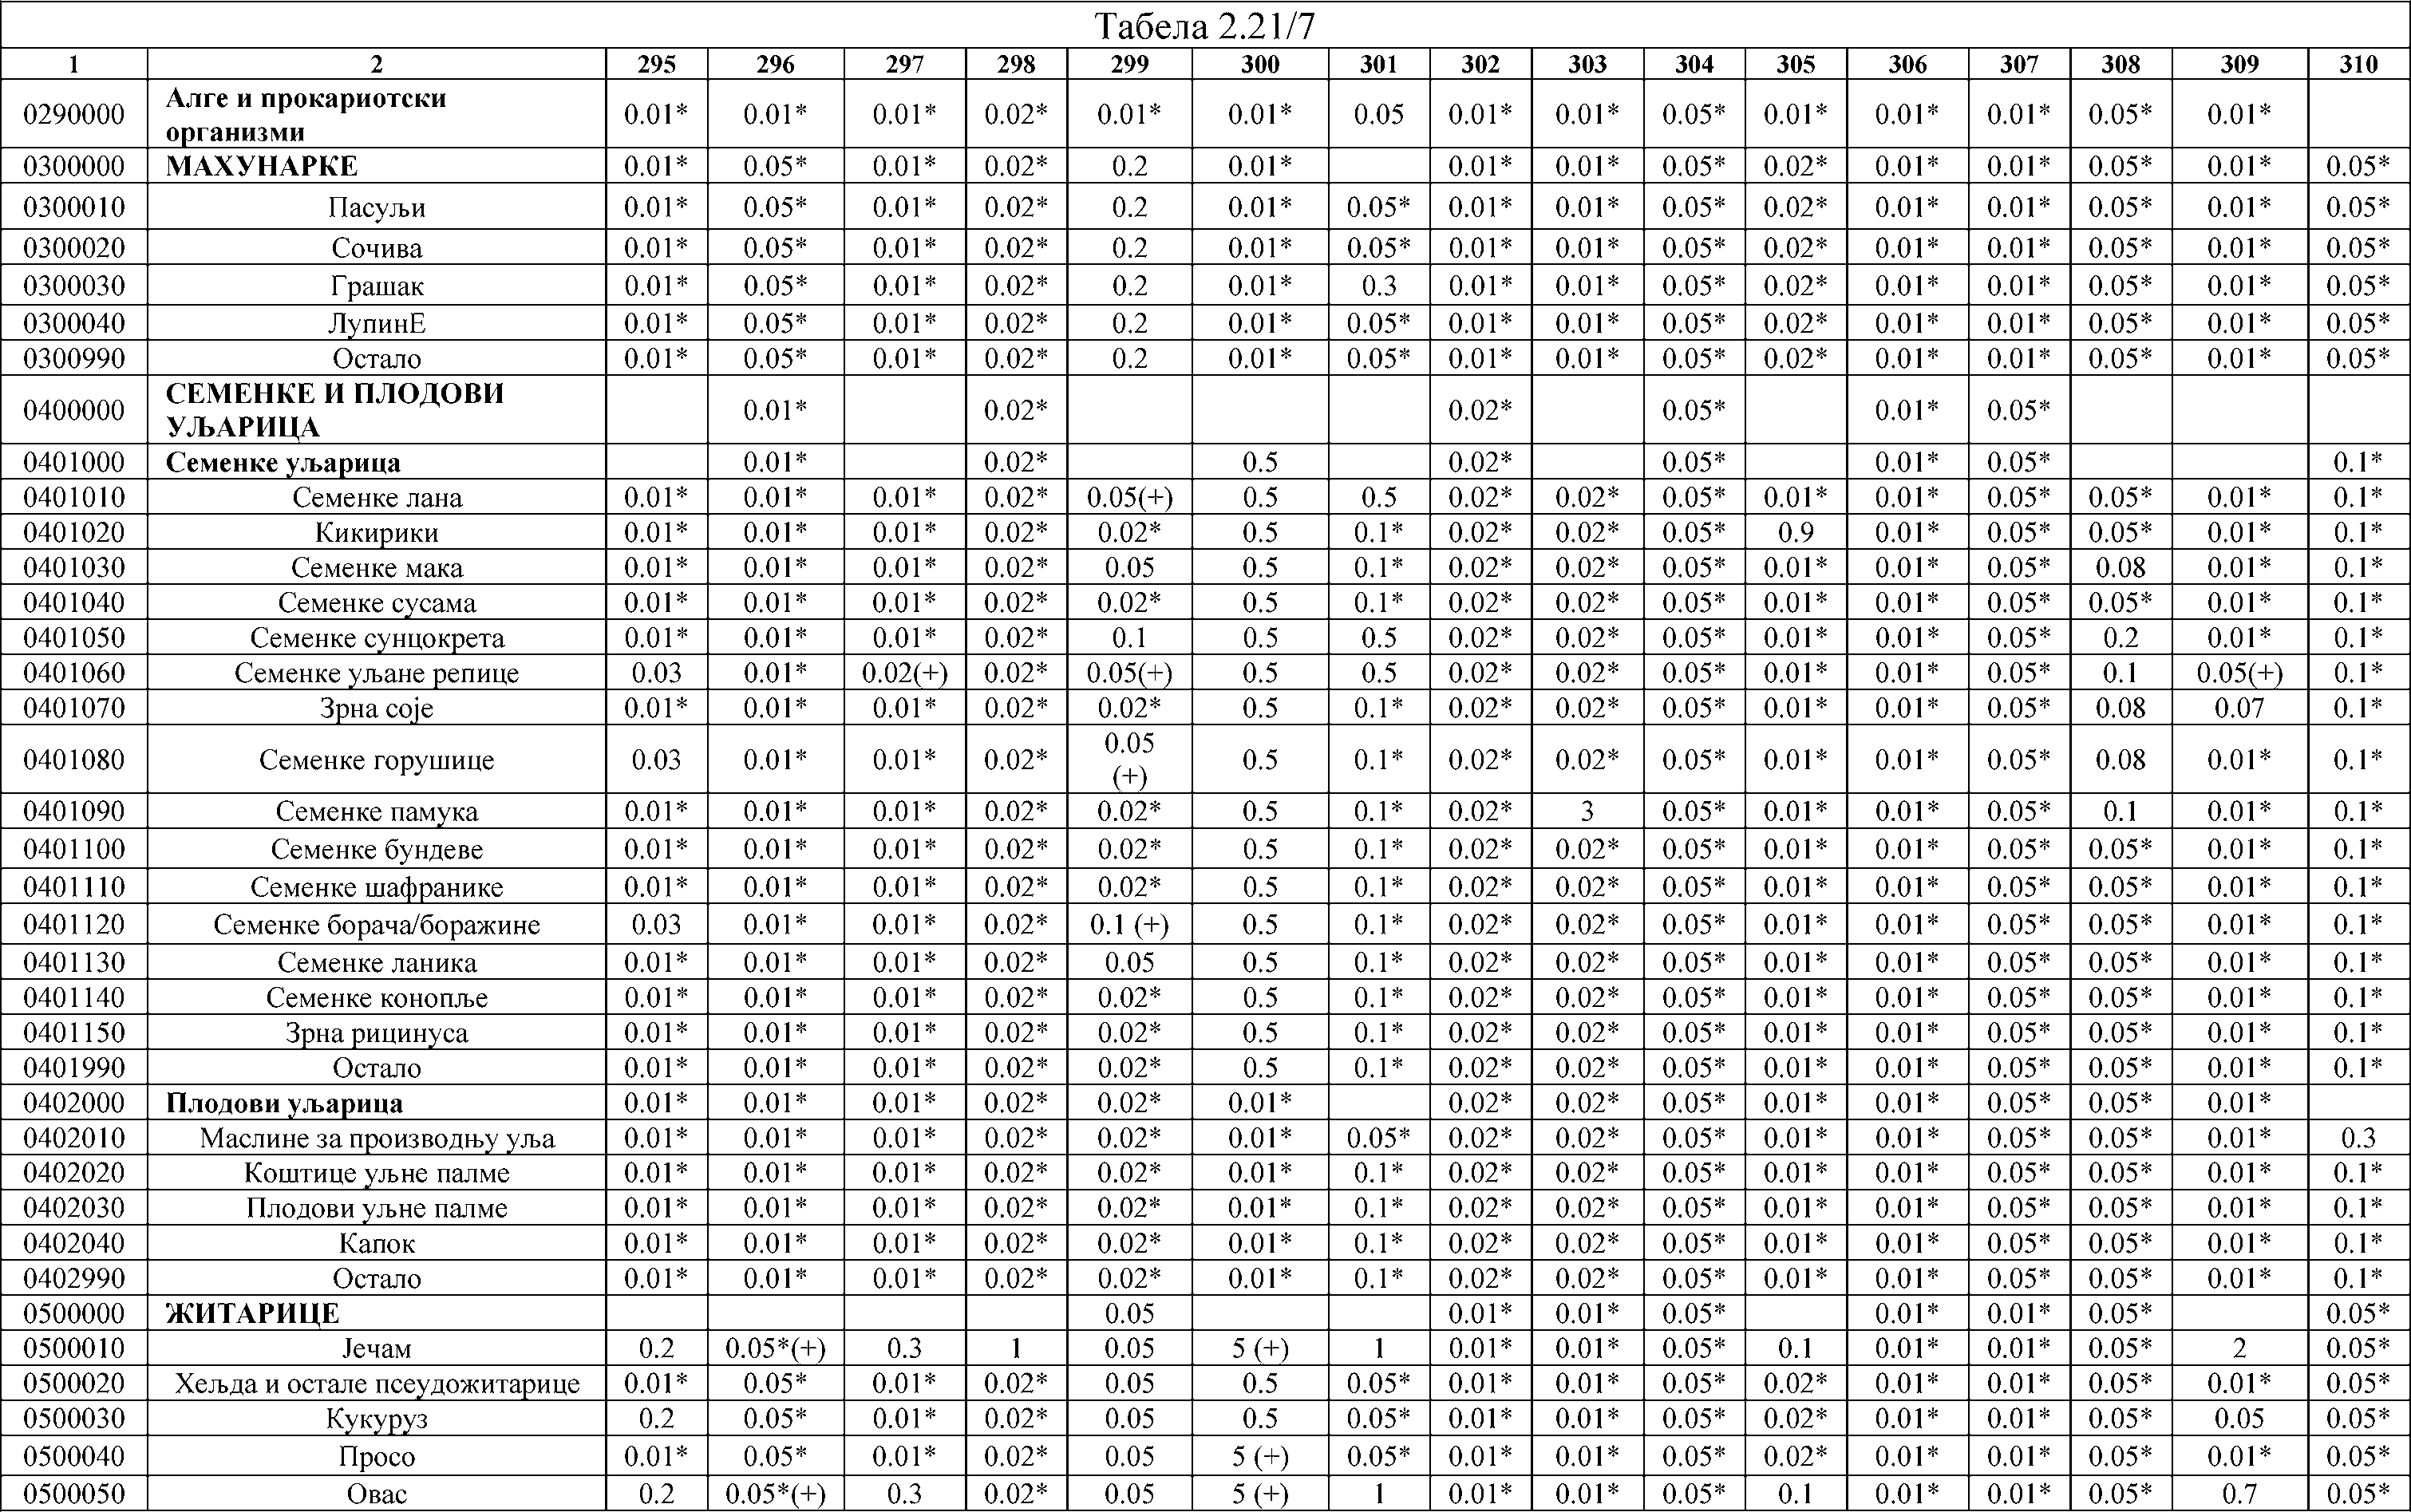 Табела 2.21/7
1 2 295 296 297 298 299 300 301 302 303 304 305 306 307 308 309 310
0290000 Алге и прокариотски организми 0.01* 0.01* 0.01* 0.02* 0.01* 0.01* 0.05 0.01* 0.01* 0.05* 0.01* 0.01* 0.01* 0.05* 0.01*
0300000 МАХУНАРКЕ 0.01* 0.05* 0.01* 0.02* 0.2 0.01* 0.01* 0.01* 0.05* 0.02* 0.01* 0.01* 0.05* 0.01* 0.05*
0300010 Пасуљи 0.01* 0.05* 0.01* 0.02* 0.2 0.01* 0.05* 0.01* 0.01* 0.05* 0.02* 0.01* 0.01* 0.05* 0.01* 0.05*
0300020 Сочива 0.01* 0.05* 0.01* 0.02* 0.2 0.01* 0.05* 0.01* 0.01* 0.05* 0.02* 0.01* 0.01* 0.05* 0.01* 0.05*
0300030 Грашак 0.01* 0.05* 0.01* 0.02* 0.2 0.01* 0.3 0.01* 0.01* 0.05* 0.02* 0.01* 0.01* 0.05* 0.01* 0.05*
0300040 ЛупинЕ 0.01* 0.05* 0.01* 0.02* 0.2 0.01* 0.05* 0.01* 0.01* 0.05* 0.02* 0.01* 0.01* 0.05* 0.01* 0.05*
0300990 Остало 0.01* 0.05* 0.01* 0.02* 0.2 0.01* 0.05* 0.01* 0.01* 0.05* 0.02* 0.01* 0.01* 0.05* 0.01* 0.05*
0400000 СЕМЕНКЕ И ПЛОДОВИ УЉАРИЦА 0.01* 0.02* 0.02* 0.05* 0.01* 0.05*
0401000 Семенке уљарица 0.01* 0.02* 0.5 0.02* 0.05* 0.01* 0.05* 0.1*
0401010 Семенке лана 0.01* 0.01* 0.01* 0.02* 0.05(+) 0.5 0.5 0.02* 0.02* 0.05* 0.01* 0.01* 0.05* 0.05* 0.01* 0.1*
0401020 Кикирики 0.01* 0.01* 0.01* 0.02* 0.02* 0.5 0.1* 0.02* 0.02* 0.05* 0.9 0.01* 0.05* 0.05* 0.01* 0.1*
0401030 Семенке мака 0.01* 0.01* 0.01* 0.02* 0.05 0.5 0.1* 0.02* 0.02* 0.05* 0.01* 0.01* 0.05* 0.08 0.01* 0.1*
0401040 Семенке сусама 0.01* 0.01* 0.01* 0.02* 0.02* 0.5 0.1* 0.02* 0.02* 0.05* 0.01* 0.01* 0.05* 0.05* 0.01* 0.1*
0401050 Семенке сунцокрета 0.01* 0.01* 0.01* 0.02* 0.1 0.5 0.5 0.02* 0.02* 0.05* 0.01* 0.01* 0.05* 0.2 0.01* 0.1*
0401060 Семенке уљане репице 0.03 0.01* 0.02(+) 0.02* 0.05(+) 0.5 0.5 0.02* 0.02* 0.05* 0.01* 0.01* 0.05* 0.1 0.05(+) 0.1*
0401070 Зрна соје 0.01* 0.01* 0.01* 0.02* 0.02* 0.5 0.1* 0.02* 0.02* 0.05* 0.01* 0.01* 0.05* 0.08 0.07 0.1*
0401080 Семенке горушице 0.03 0.01* 0.01* 0.02* 0.05 (+) 0.5 0.1* 0.02* 0.02* 0.05* 0.01* 0.01* 0.05* 0.08 0.01* 0.1*
0401090 Семенке памука 0.01* 0.01* 0.01* 0.02* 0.02* 0.5 0.1* 0.02* 3 0.05* 0.01* 0.01* 0.05* 0.1 0.01* 0.1*
0401100 Семенке бундеве 0.01* 0.01* 0.01* 0.02* 0.02* 0.5 0.1* 0.02* 0.02* 0.05* 0.01* 0.01* 0.05* 0.05* 0.01* 0.1*
0401110 Семенке шафранике 0.01* 0.01* 0.01* 0.02* 0.02* 0.5 0.1* 0.02* 0.02* 0.05* 0.01* 0.01* 0.05* 0.05* 0.01* 0.1*
0401120 Семенке борача/боражине 0.03 0.01* 0.01* 0.02* 0.1 (+) 0.5 0.1* 0.02* 0.02* 0.05* 0.01* 0.01* 0.05* 0.05* 0.01* 0.1*
0401130 Семенке ланика 0.01* 0.01* 0.01* 0.02* 0.05 0.5 0.1* 0.02* 0.02* 0.05* 0.01* 0.01* 0.05* 0.05* 0.01* 0.1*
0401140 Семенке конопље 0.01* 0.01* 0.01* 0.02* 0.02* 0.5 0.1* 0.02* 0.02* 0.05* 0.01* 0.01* 0.05* 0.05* 0.01* 0.1*
0401150 Зрна рицинуса 0.01* 0.01* 0.01* 0.02* 0.02* 0.5 0.1* 0.02* 0.02* 0.05* 0.01* 0.01* 0.05* 0.05* 0.01* 0.1*
0401990 Остало 0.01* 0.01* 0.01* 0.02* 0.02* 0.5 0.1* 0.02* 0.02* 0.05* 0.01* 0.01* 0.05* 0.05* 0.01* 0.1*
0402000 Плодови уљарица 0.01* 0.01* 0.01* 0.02* 0.02* 0.01* 0.02* 0.02* 0.05* 0.01* 0.01* 0.05* 0.05* 0.01*
0402010 Маслине за производњу уља 0.01* 0.01* 0.01* 0.02* 0.02* 0.01* 0.05* 0.02* 0.02* 0.05* 0.01* 0.01* 0.05* 0.05* 0.01* 0.3
0402020 Коштице уљне палме 0.01* 0.01* 0.01* 0.02* 0.02* 0.01* 0.1* 0.02* 0.02* 0.05* 0.01* 0.01* 0.05* 0.05* 0.01* 0.1*
0402030 Плодови уљне палме 0.01* 0.01* 0.01* 0.02* 0.02* 0.01* 0.1* 0.02* 0.02* 0.05* 0.01* 0.01* 0.05* 0.05* 0.01* 0.1*
0402040 Капок 0.01* 0.01* 0.01* 0.02* 0.02* 0.01* 0.1* 0.02* 0.02* 0.05* 0.01* 0.01* 0.05* 0.05* 0.01* 0.1*
0402990 Остало 0.01* 0.01* 0.01* 0.02* 0.02* 0.01* 0.1* 0.02* 0.02* 0.05* 0.01* 0.01* 0.05* 0.05* 0.01* 0.1*
0500000 ЖИТАРИЦЕ 0.05 0.01* 0.01* 0.05* 0.01* 0.01* 0.05* 0.05*
0500010 Јечам 0.2 0.05*(+) 0.3 1 0.05 5 (+) 1 0.01* 0.01* 0.05* 0.1 0.01* 0.01* 0.05* 2 0.05*
0500020 Хељда и остале псеудожитарице 0.01* 0.05* 0.01* 0.02* 0.05 0.5 0.05* 0.01* 0.01* 0.05* 0.02* 0.01* 0.01* 0.05* 0.01* 0.05*
0500030 Кукуруз 0.2 0.05* 0.01* 0.02* 0.05 0.5 0.05* 0.01* 0.01* 0.05* 0.02* 0.01* 0.01* 0.05* 0.05 0.05*
0500040 Просо 0.01* 0.05* 0.01* 0.02* 0.05 5 (+) 0.05* 0.01* 0.01* 0.05* 0.02* 0.01* 0.01* 0.05* 0.01* 0.05*
0500050 Овас 0.2 0.05*(+) 0.3 0.02* 0.05 5 (+) 1 0.01* 0.01* 0.05* 0.1 0.01* 0.01* 0.05* 0.7 0.05*